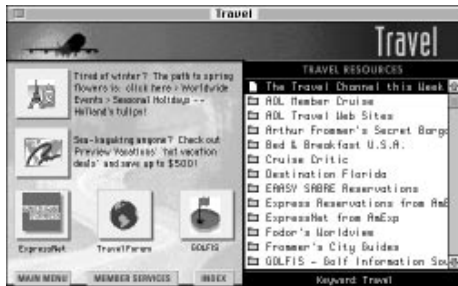 Travel
Travel
Tired of winter? The path to spring
flowers is: click here > Worldwide
Events > Seasonal Holidays --
Holland's tulips!
Sea-kayaking anyone? Check out
Preview Vacations' "hot vacation
deals" and save up to $500!
ExpressNet
Travel Forum
GOLFIS
MAIN MENU
MEMBER SERVICES
INDEX
TRAVEL RESOURCES
The Travel Channel this Week
AOL Member Cruise
AOL Travel Web Sites
Arthur Frommer's Secret Barga
Bed & Breakfast U.S.A.
Cruise Critic
Destination Florida
EAASY SABRE Reservations
Express Reservations from AmE
ExpressNet from AmExp
Fodor's Worldview
Frommer's City Guides
GOLFIS - Golf Information Sou
Keyword: Travel